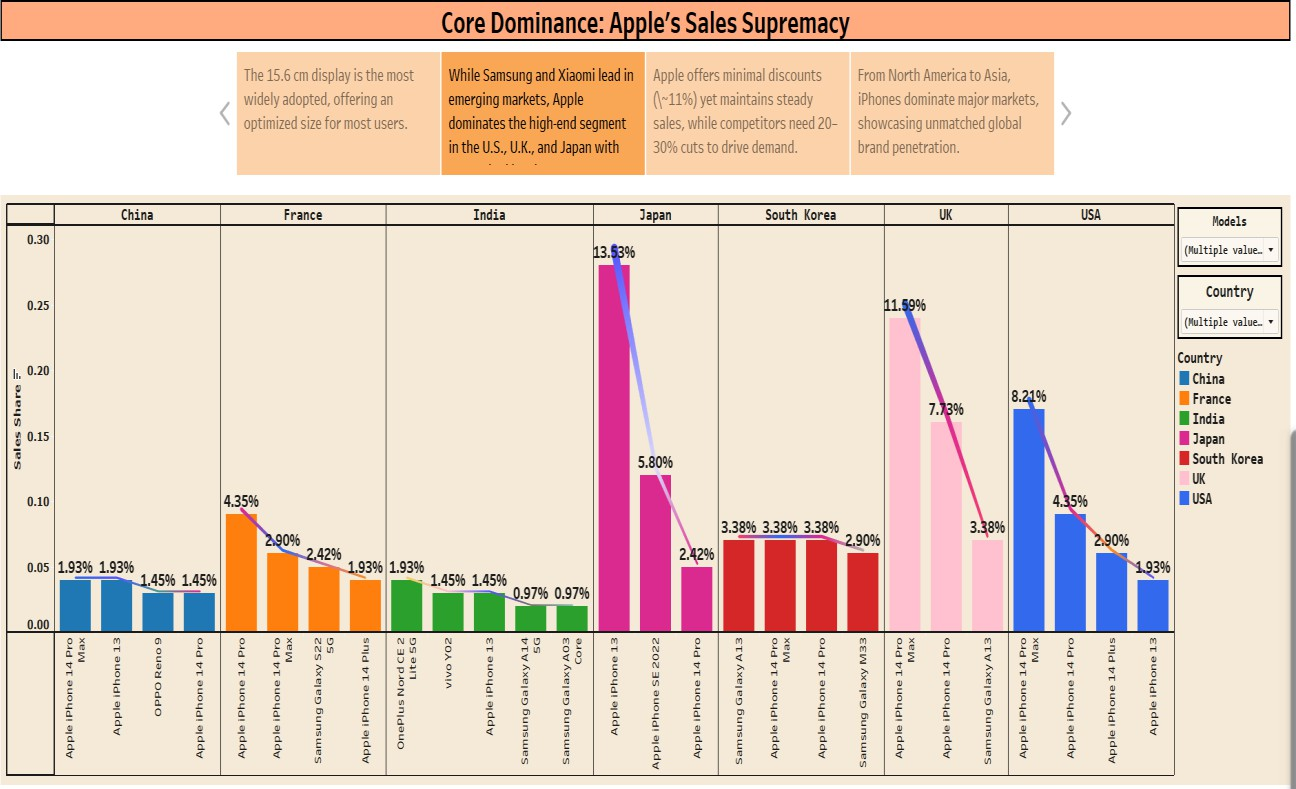 Core Dominance: Apple’s Sales Supremacy
The 15.6 cm display is the most
widely adopted, offering an
optimized size for most users.
While Samsung and Xiaomi lead in
emerging markets, Apple
dominates the high-end segment
in the U.S., U.K., and Japan with
Apple offers minimal discounts
(\~11%) yet maintains steady
sales, while competitors need 20–
30% cuts to drive demand.
From North America to Asia,
iPhones dominate major markets,
showcasing unmatched global
brand penetration.
China
France
India
Japan
South Korea
UK
USA
Sales Share
0.30
0.25
0.20
0.15
0.10
0.05
0.00
1.93%
1.93%
1.45%
1.45%
4.35%
2.90%
2.42%
1.93%
1.93%
1.45%
1.45%
0.97%
0.97%
13.53%
5.80%
2.42%
3.38%
3.38%
3.38%
2.90%
11.59%
7.73%
3.38%
8.21%
4.35%
2.90%
1.93%
Apple iPhone 14 Pro
Max
Apple iPhone 13
OPPO Reno 9
Apple iPhone 14 Pro
Apple iPhone 14 Pro
Apple iPhone 14 Pro
Max
Samsung Galaxy S22
5G
Apple iPhone 14 Plus
OnePlus Nord CE 2
Lite 5G
vivo Y02
Apple iPhone 13
Samsung Galaxy A14
5G
Samsung Galaxy A03
Core
Apple iPhone 13
Apple iPhone SE 2022
Apple iPhone 14 Pro
Samsung Galaxy A13
Apple iPhone 14 Pro
Max
Apple iPhone 14 Pro
Samsung Galaxy M33
Apple iPhone 14 Pro
Max
Apple iPhone 14 Pro
Samsung Galaxy A13
Apple iPhone 14 Pro
Max
Apple iPhone 14 Pro
Apple iPhone 14 Plus
Apple iPhone 13
Models
(Multiple value...
Country
(Multiple value...
Country
China
France
India
Japan
South Korea
UK
USA